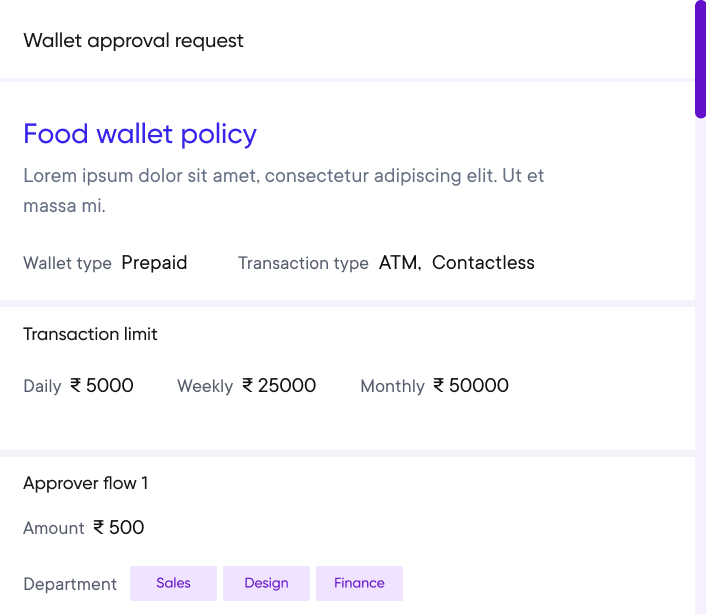 Wallet approval request
Food wallet policy
Lorem ipsum dolor sit amet, consectetur adipiscing elit. Ut et
massa mi.
Wallet type Prepaid Transaction type ATM, Contactless
Transaction limit
Daily ₹ 5000 Weekly ₹ 25000 Monthly ₹ 50000
Approver flow 1
Amount ₹ 500
Department Sales Design Finance